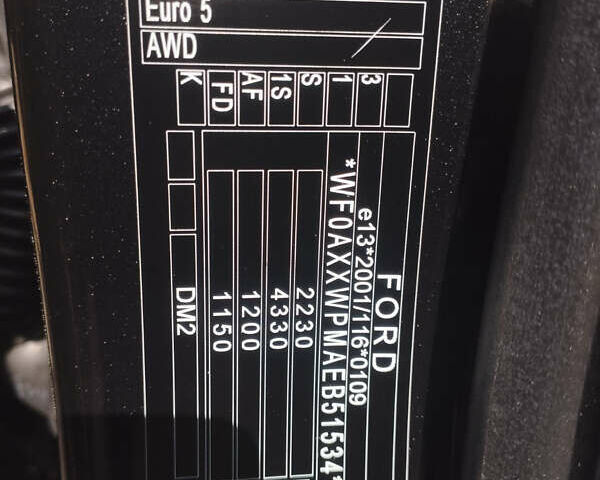 FORD
e13*2001/116*0109
*WF0AXXWPMAEB51534*
2230
4330
1200
1150
DM2
3
1
S
1S
AF
FD
K
Euro 5
AWD